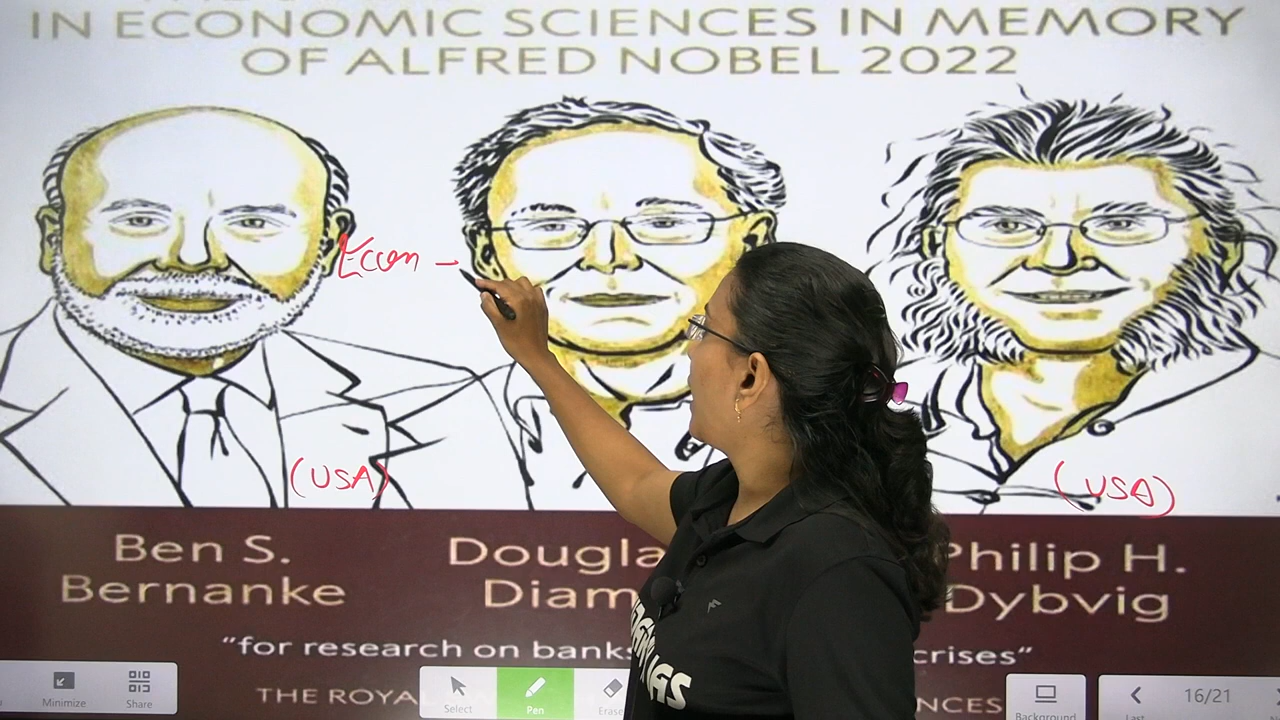 IN ECONOMIC SCIENCES IN MEMORY
OF ALFRED NOBEL 2022
Econ -
(USA)
(USA)
Ben S.
Bernanke
Dougla
Diam
Philip H.
Dybvig
"for research on banks
crises"
THE ROYA
NCES
Minimize
Share
Select
Pen
Erase
Background
16/21
Last